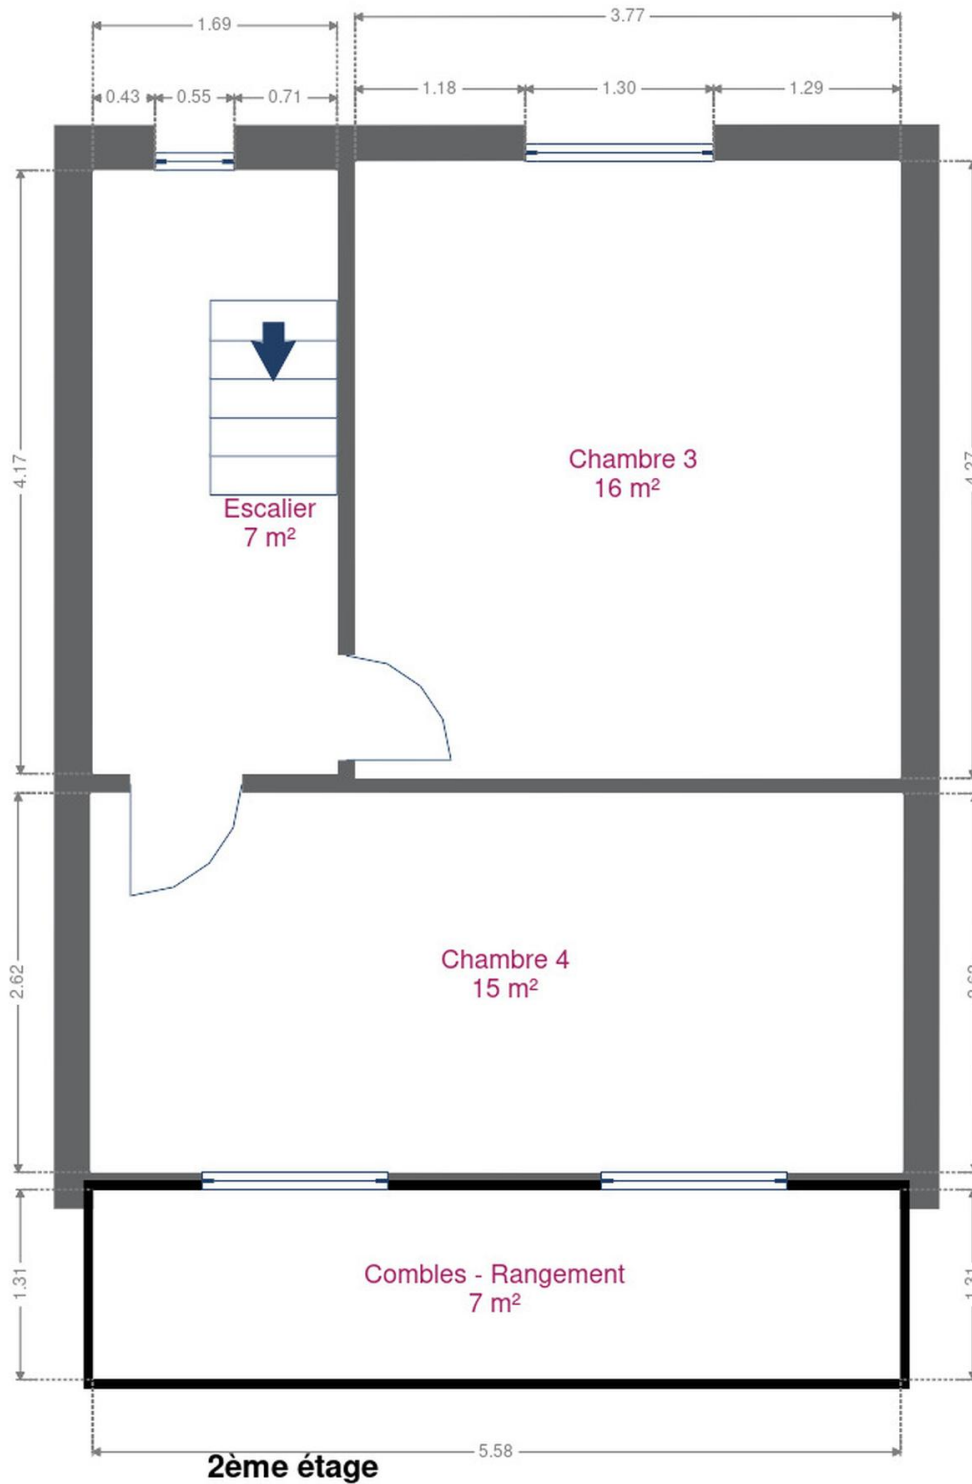 3.77
1.69
1.18
1.30
1.29
0.43
0.55
0.71
4.17
Chambre 3
16 m²
Escalier
7 m²
Chambre 4
15 m²
2.62
Combles - Rangement
7 m²
1.31
5.58
2ème étage